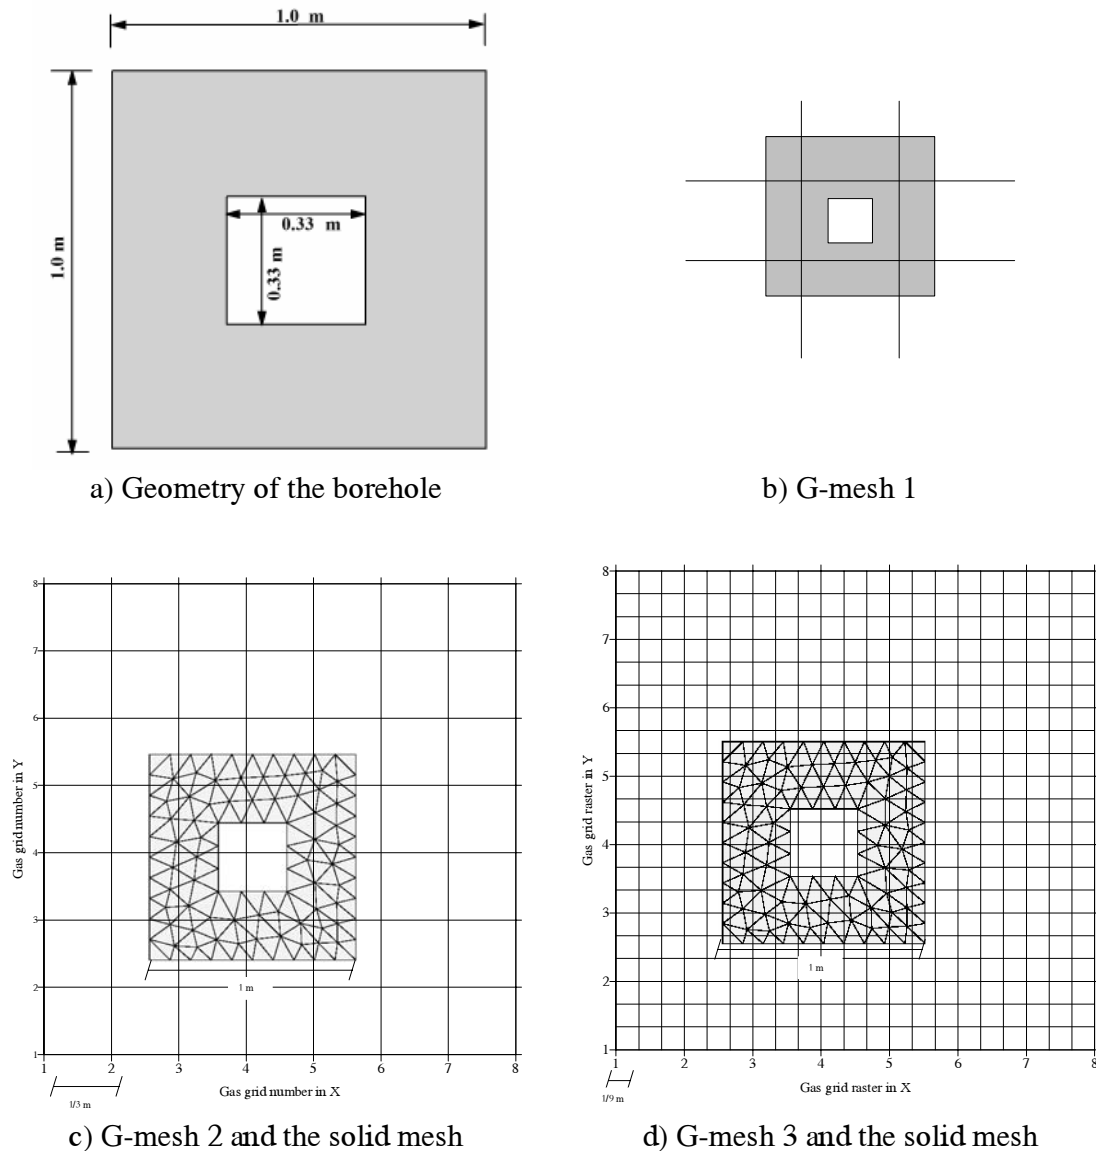 1.0 m
1.0 m
0.33 m
0.33 m
a) Geometry of the borehole
b) G-mesh 1
8
7
6
5
4
3
2
1
Gas grid number in Y
1 m
1 2 3 4 5 6 7 8
Gas grid number in X
1/3 m
c) G-mesh 2 and the solid mesh
8
7
6
5
4
3
2
1
Gas grid raster in Y
1 m
1 2 3 4 5 6 7 8
Gas grid raster in X
1/9 m
d) G-mesh 3 and the solid mesh